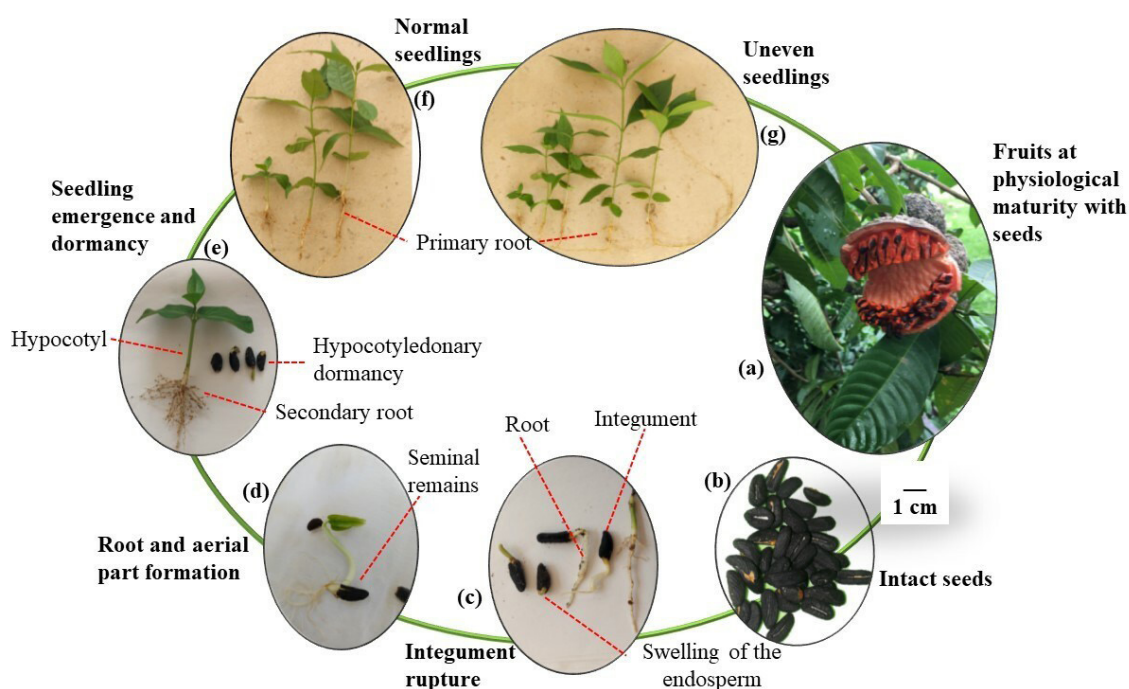 Normal
seedlings
(f)
Uneven
seedlings
(g)
Fruits at
physiological
maturity with
seeds
(a)
Seedling
emergence and
dormancy
(e)
Primary root
Hypocotyl
Hypocotyledonary
dormancy
Secondary root
Root
Integument
(b)
1 cm
Intact seeds
(d)
Seminal
remains
Root and aerial
part formation
(c)
Integument
rupture
Swelling of the
endosperm